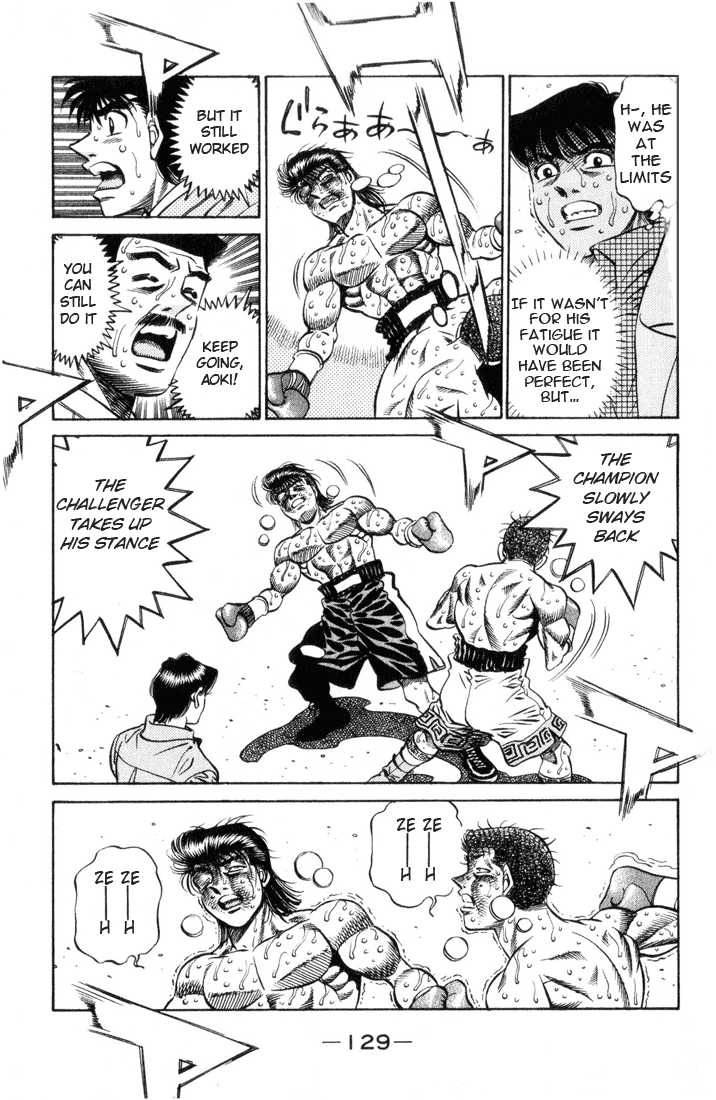 H-, HE
WAS
AT
THE
LIMITS
IF IT WASN'T
FOR HIS
FATIGUE IT
WOULD
HAVE BEEN
PERFECT,
BUT...
ぐらぁぁ〜〜ぁ
BUT IT
STILL
WORKED
YOU
CAN
STILL
DO IT
KEEP
GOING,
AOKI!
THE
CHAMPION
SLOWLY
SWAYS
BACK
THE
CHALLENGER
TAKES UP
HIS STANCE
ZE ZE
H H
ZE ZE
H H
—129—